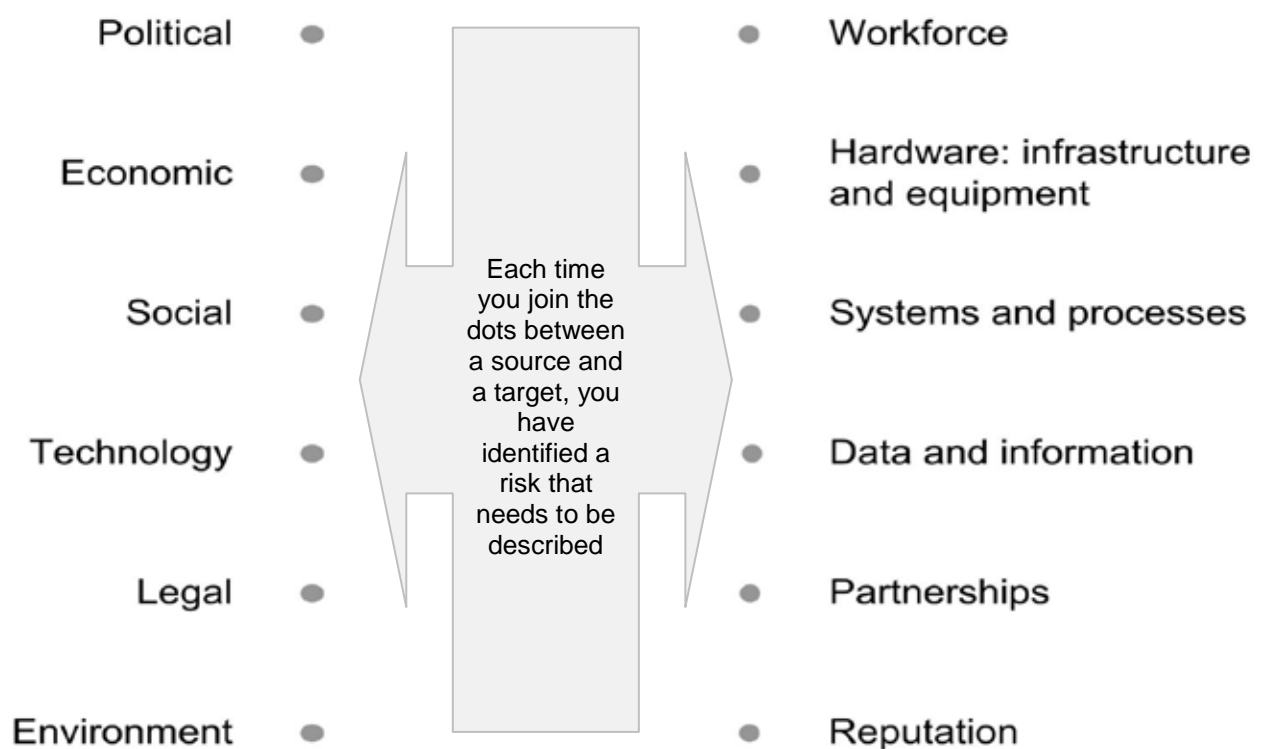 Political
Economic
Social
Technology
Legal
Environment
Each time
you join the
dots between
a source and
a target, you
have
identified a
risk that
needs to be
described
Workforce
Hardware: infrastructure
and equipment
Systems and processes
Data and information
Partnerships
Reputation